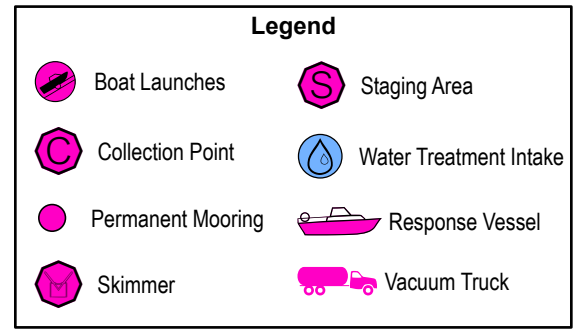 Legend
Boat Launches
S Staging Area
C Collection Point
Water Treatment Intake
Permanent Mooring
Response Vessel
Skimmer
Vacuum Truck